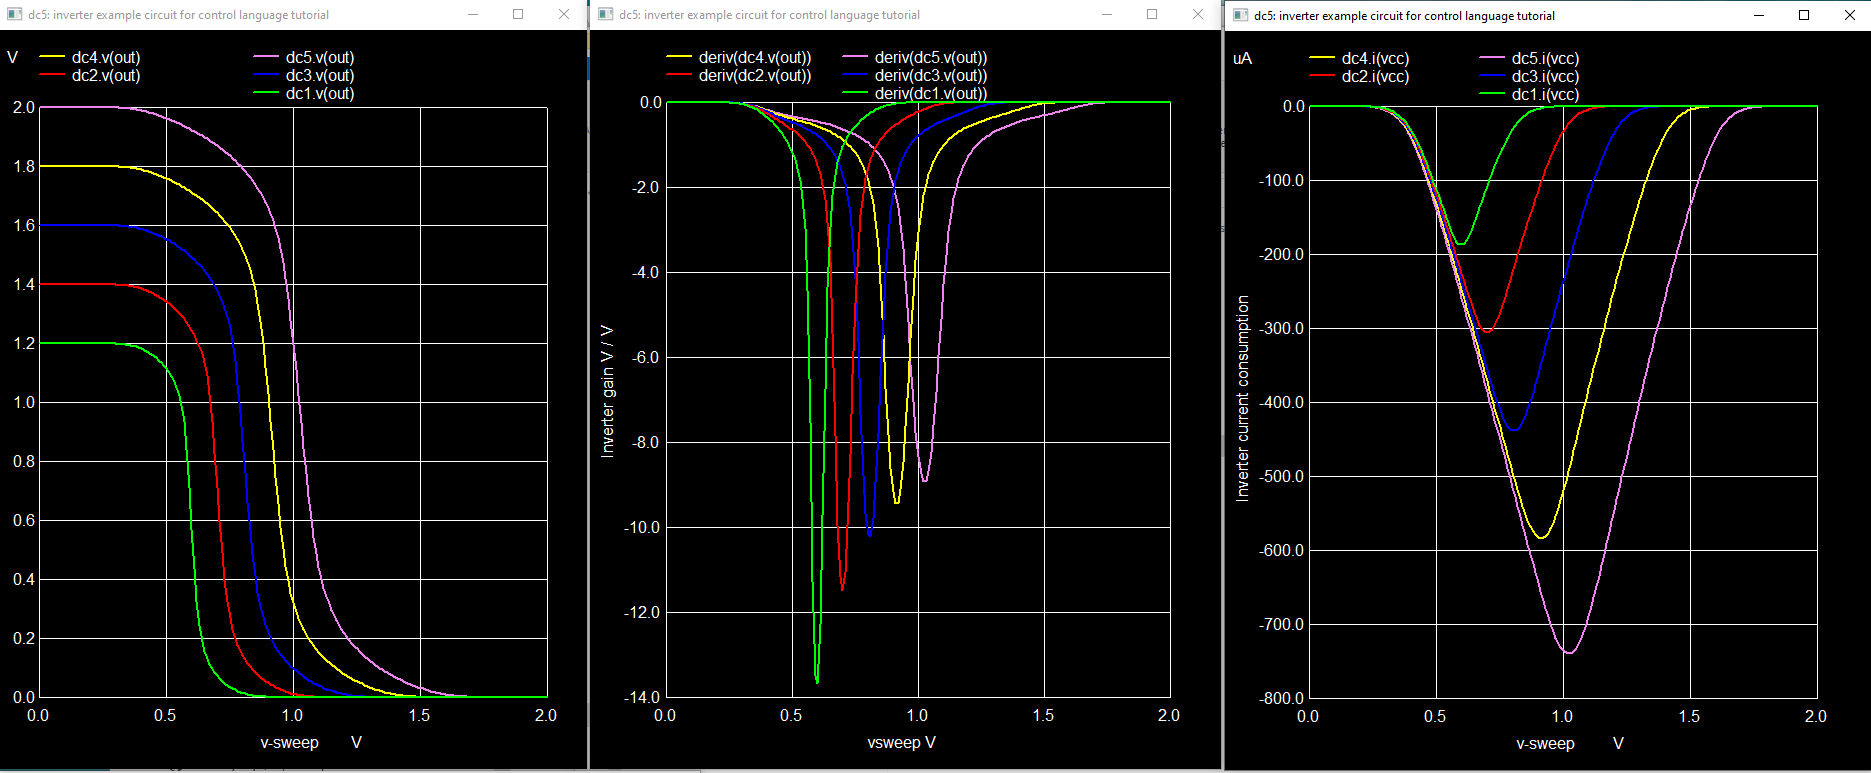 dc5: inverter example circuit for control language tutorial
V
dc4.v(out)
dc5.v(out)
dc2.v(out)
dc3.v(out)
dc1.v(out)
2.0
1.8
1.6
1.4
1.2
1.0
0.8
0.6
0.4
0.2
0.0
0.0
0.5
1.0
1.5
2.0
v-sweep V
dc5: inverter example circuit for control language tutorial
deriv(dc4.v(out))
deriv(dc5.v(out))
deriv(dc2.v(out))
deriv(dc3.v(out))
deriv(dc1.v(out))
0.0
-2.0
-4.0
-6.0
-8.0
-10.0
-12.0
-14.0
Inverter gain V / V
0.0
0.5
1.0
1.5
2.0
vsweep V
dc5: inverter example circuit for control language tutorial
uA
dc4.i(vcc)
dc5.i(vcc)
dc2.i(vcc)
dc3.i(vcc)
dc1.i(vcc)
0.0
-100.0
-200.0
-300.0
-400.0
-500.0
-600.0
-700.0
-800.0
Inverter current consumption
0.0
0.5
1.0
1.5
2.0
v-sweep V